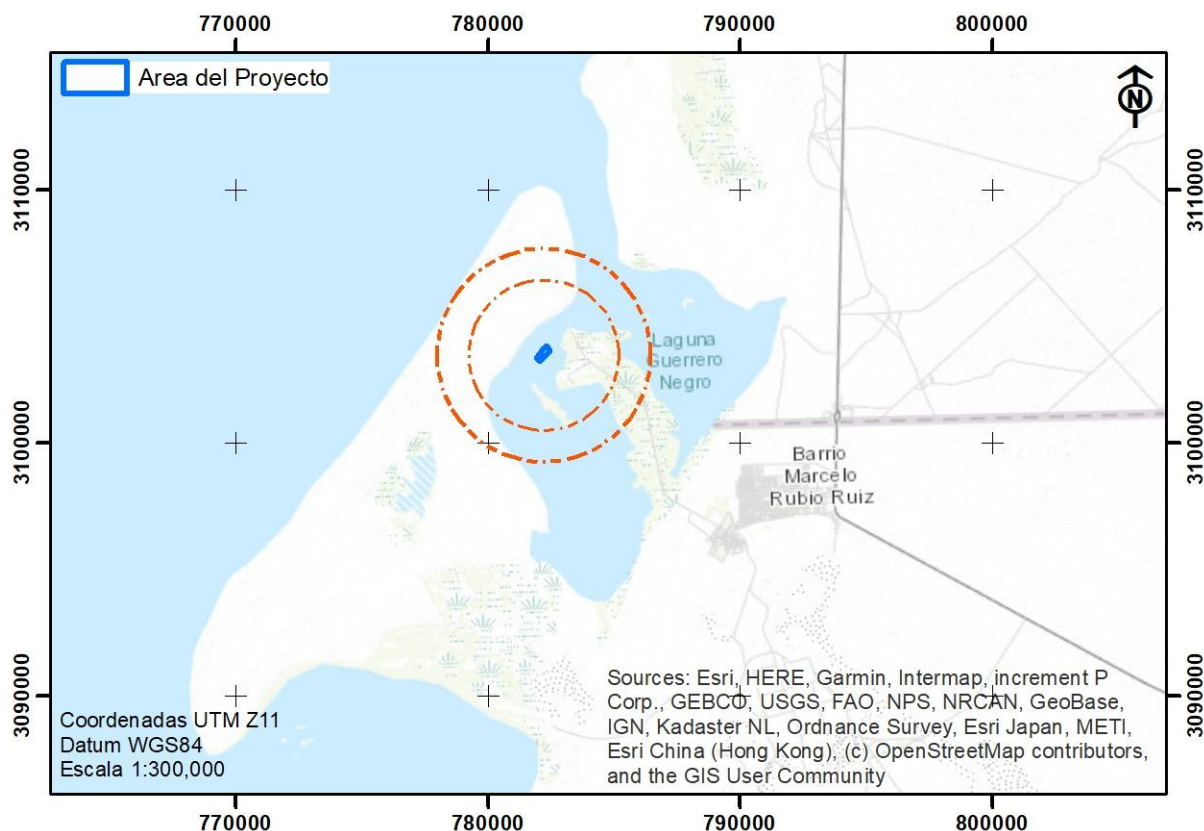 770000
780000
790000
800000
Area del Proyecto
N
3110000
3110000
Laguna
Guerrero
Negro
3100000
3100000
Barrio
Marcelo
Rubio Ruiz
3090000
3090000
Coordenadas UTM Z11
Datum WGS84
Escala 1:300,000
Sources: Esri, HERE, Garmin, Intermap, increment P
Corp., GEBCO, USGS, FAO, NPS, NRCAN, GeoBase,
IGN, Kadaster NL, Ordnance Survey, Esri Japan, METI,
Esri China (Hong Kong), (c) OpenStreetMap contributors,
and the GIS User Community
770000
780000
790000
800000